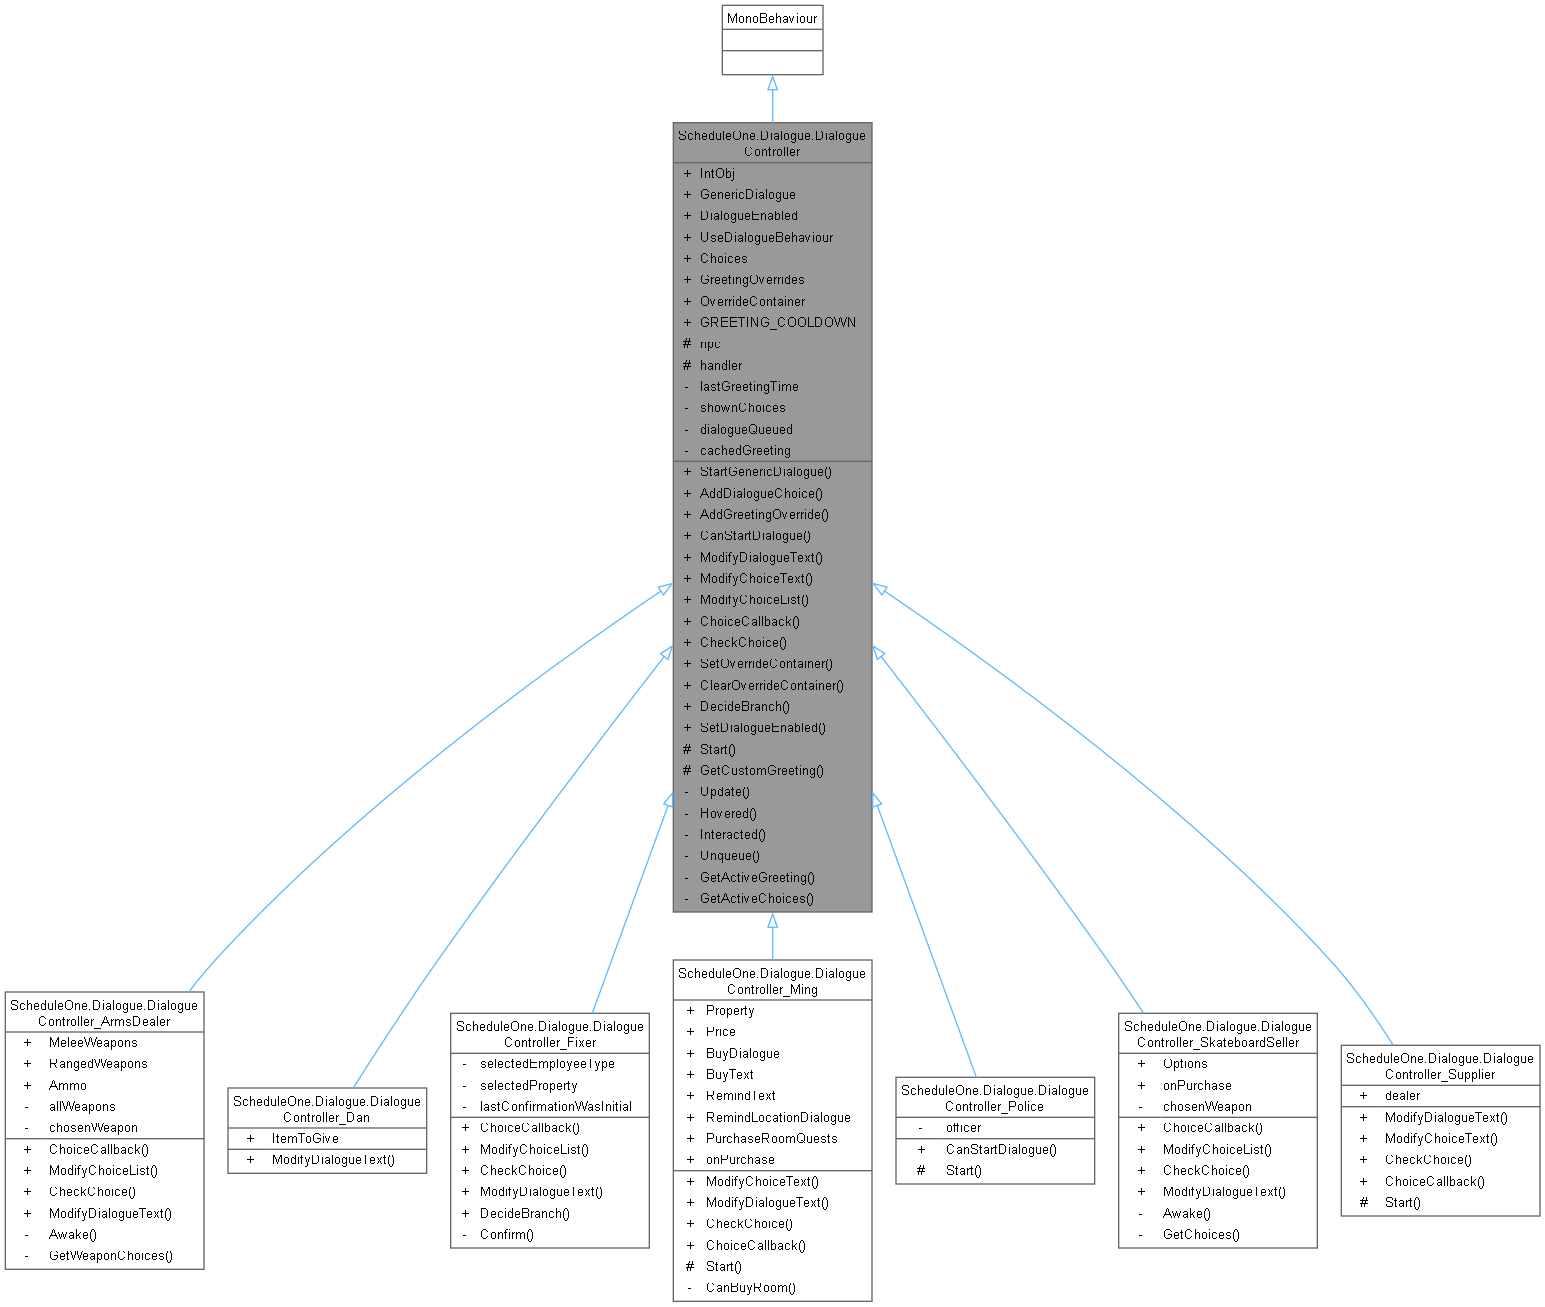 MonoBehaviour
ScheduleOne.Dialogue.Dialogue
Controller
+ IntObj
+ GenericDialogue
+ DialogueEnabled
+ UseDialogueBehaviour
+ Choices
+ GreetingOverrides
+ OverrideContainer
+ GREETING_COOLDOWN
# npc
# handler
- lastGreetingTime
- shownChoices
- dialogueQueued
- cachedGreeting
+ StartGenericDialogue()
+ AddDialogueChoice()
+ AddGreetingOverride()
+ CanStartDialogue()
+ ModifyDialogueText()
+ ModifyChoiceText()
+ ModifyChoiceList()
+ ChoiceCallback()
+ CheckChoice()
+ SetOverrideContainer()
+ ClearOverrideContainer()
+ DecideBranch()
+ SetDialogueEnabled()
# Start()
# GetCustomGreeting()
- Update()
- Hovered()
- Interacted()
- Unqueue()
- GetActiveGreeting()
- GetActiveChoices()
ScheduleOne.Dialogue.Dialogue
Controller_ArmsDealer
+ MeleeWeapons
+ RangedWeapons
+ Ammo
- allWeapons
- chosenWeapon
+ ChoiceCallback()
+ ModifyChoiceList()
+ CheckChoice()
+ ModifyDialogueText()
- Awake()
- GetWeaponChoices()
ScheduleOne.Dialogue.Dialogue
Controller_Dan
+ ItemToGive
+ ModifyDialogueText()
ScheduleOne.Dialogue.Dialogue
Controller_Fixer
- selectedEmployeeType
- selectedProperty
- lastConfirmationWasInitial
+ ChoiceCallback()
+ ModifyChoiceList()
+ CheckChoice()
+ ModifyDialogueText()
+ DecideBranch()
- Confirm()
ScheduleOne.Dialogue.Dialogue
Controller_Ming
+ Property
+ Price
+ BuyDialogue
+ BuyText
+ RemindText
+ RemindLocationDialogue
+ PurchaseRoomQuests
+ onPurchase
+ ModifyChoiceText()
+ ModifyDialogueText()
+ CheckChoice()
+ ChoiceCallback()
# Start()
- CanBuyRoom()
ScheduleOne.Dialogue.Dialogue
Controller_Police
- officer
+ CanStartDialogue()
# Start()
ScheduleOne.Dialogue.Dialogue
Controller_SkateboardSeller
+ Options
+ onPurchase
- chosenWeapon
+ ChoiceCallback()
+ ModifyChoiceList()
+ CheckChoice()
+ ModifyDialogueText()
- Awake()
- GetChoices()
ScheduleOne.Dialogue.Dialogue
Controller_Supplier
+ dealer
+ ModifyDialogueText()
+ ModifyChoiceText()
+ CheckChoice()
+ ChoiceCallback()
# Start()